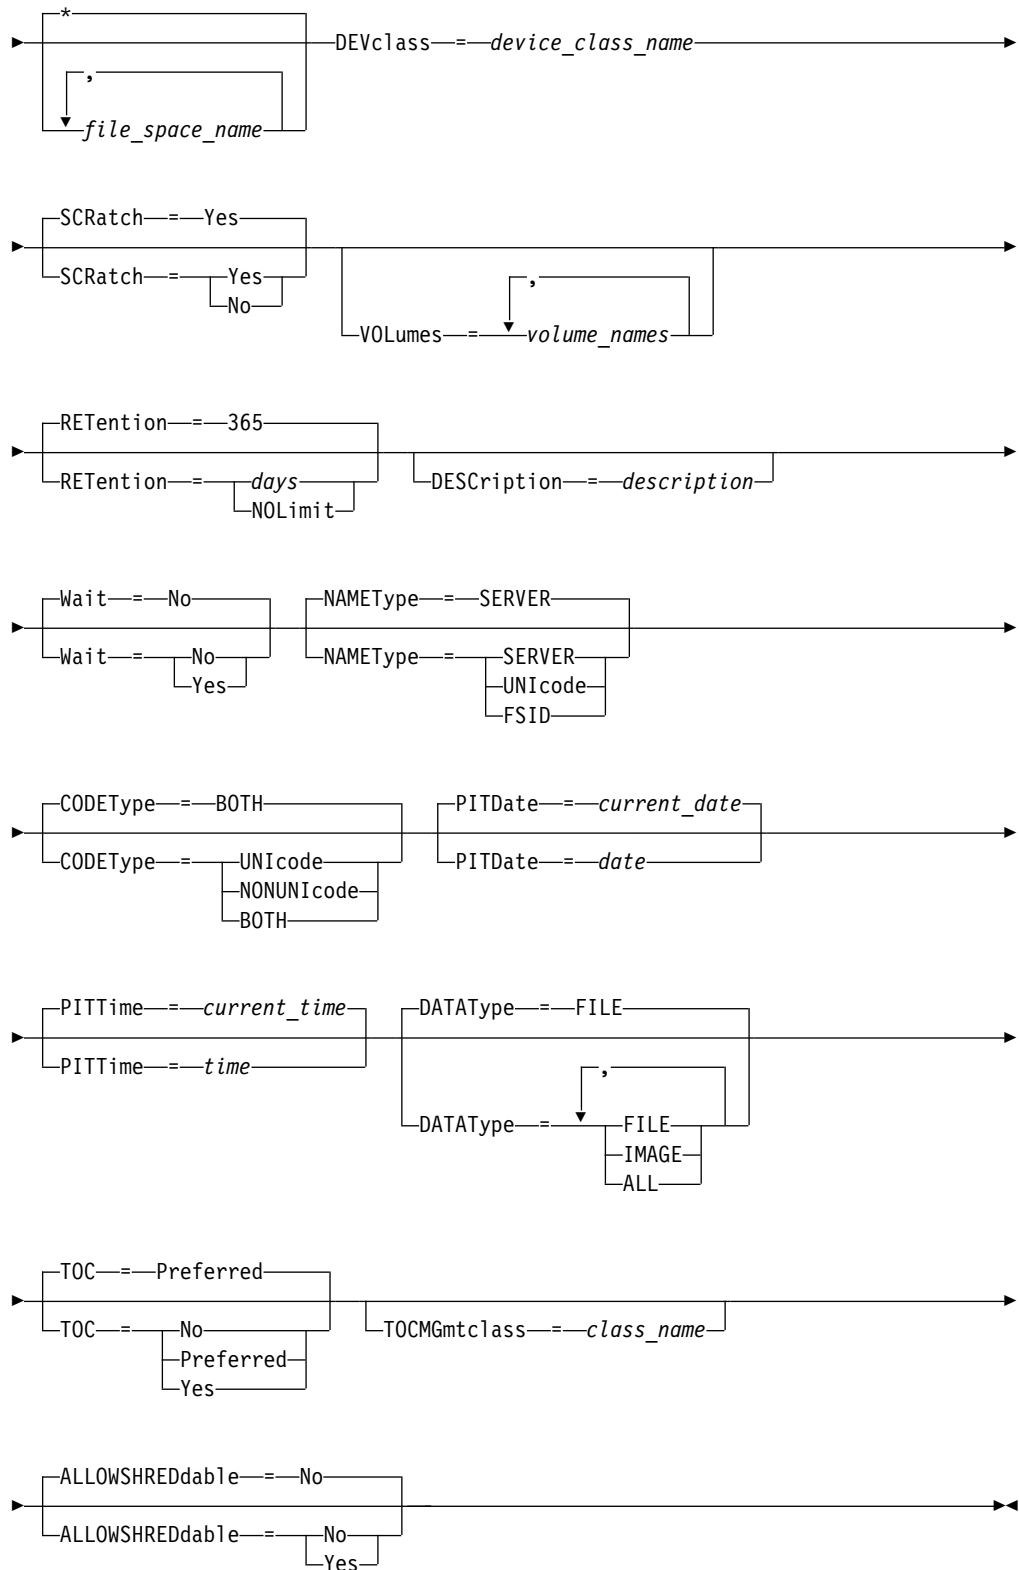 *
DEVclass = device_class_name
,
file_space_name
SCRatch = Yes
SCRatch = Yes
No
,
VOLumes = volume_names
RETention = 365
RETention = days
NOLimit
DESCription = description
Wait = No
Wait = No
Yes
NAMEType = SERVER
NAMEType = SERVER
UNIcode
FSID
CODEType = BOTH
CODEType = UNIcode
NONUNIcode
BOTH
PITDate = current_date
PITDate = date
PITTime = current_time
PITTime = time
DATAType = FILE
,
DATAType = FILE
IMAGE
ALL
TOC = Preferred
TOC = No
Preferred
Yes
TOCMGmtclass = class_name
ALLOWSHREDdable = No
ALLOWSHREDdable = No
Yes